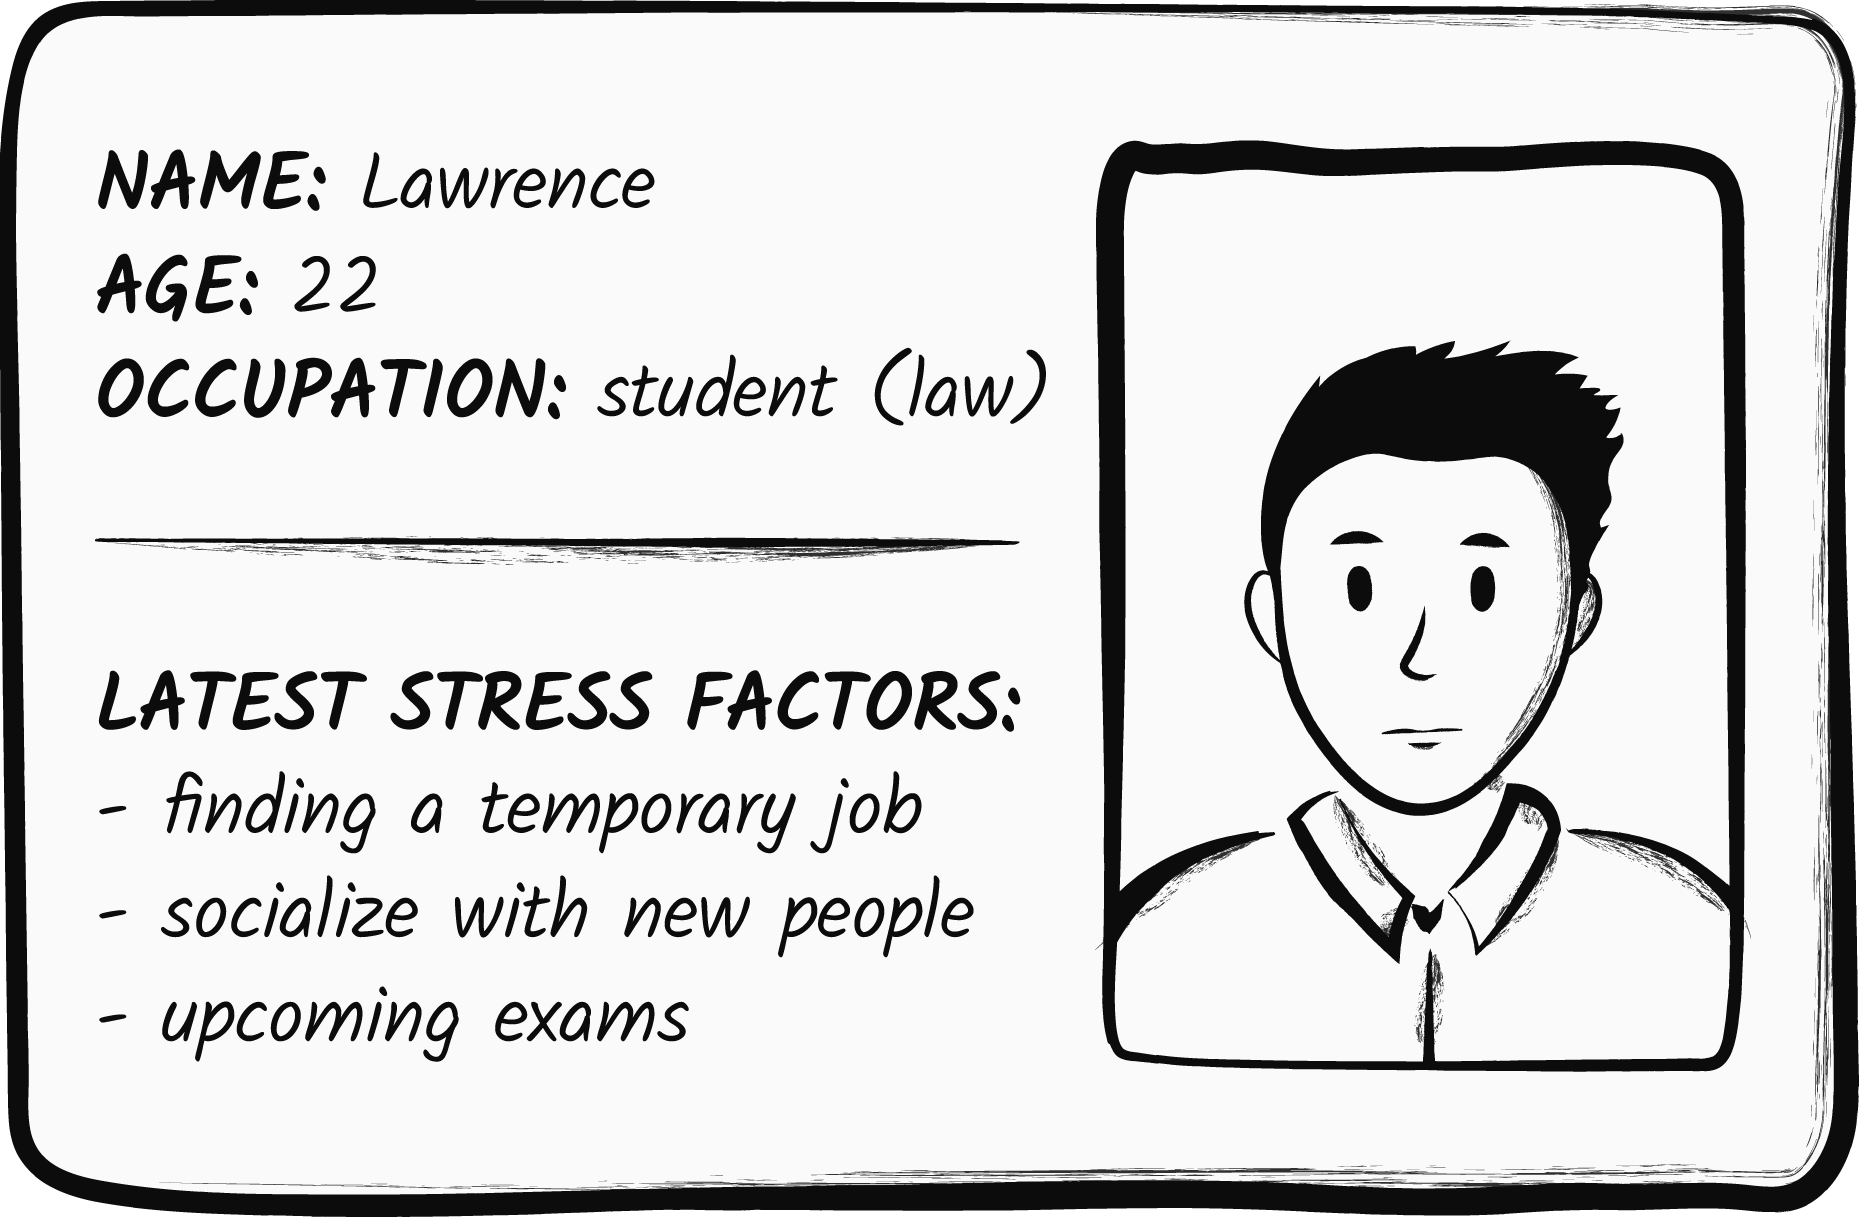 NAME: Lawrence
AGE: 22
OCCUPATION: student (law)
LATEST STRESS FACTORS:
- finding a temporary job
- socialize with new people
- upcoming exams